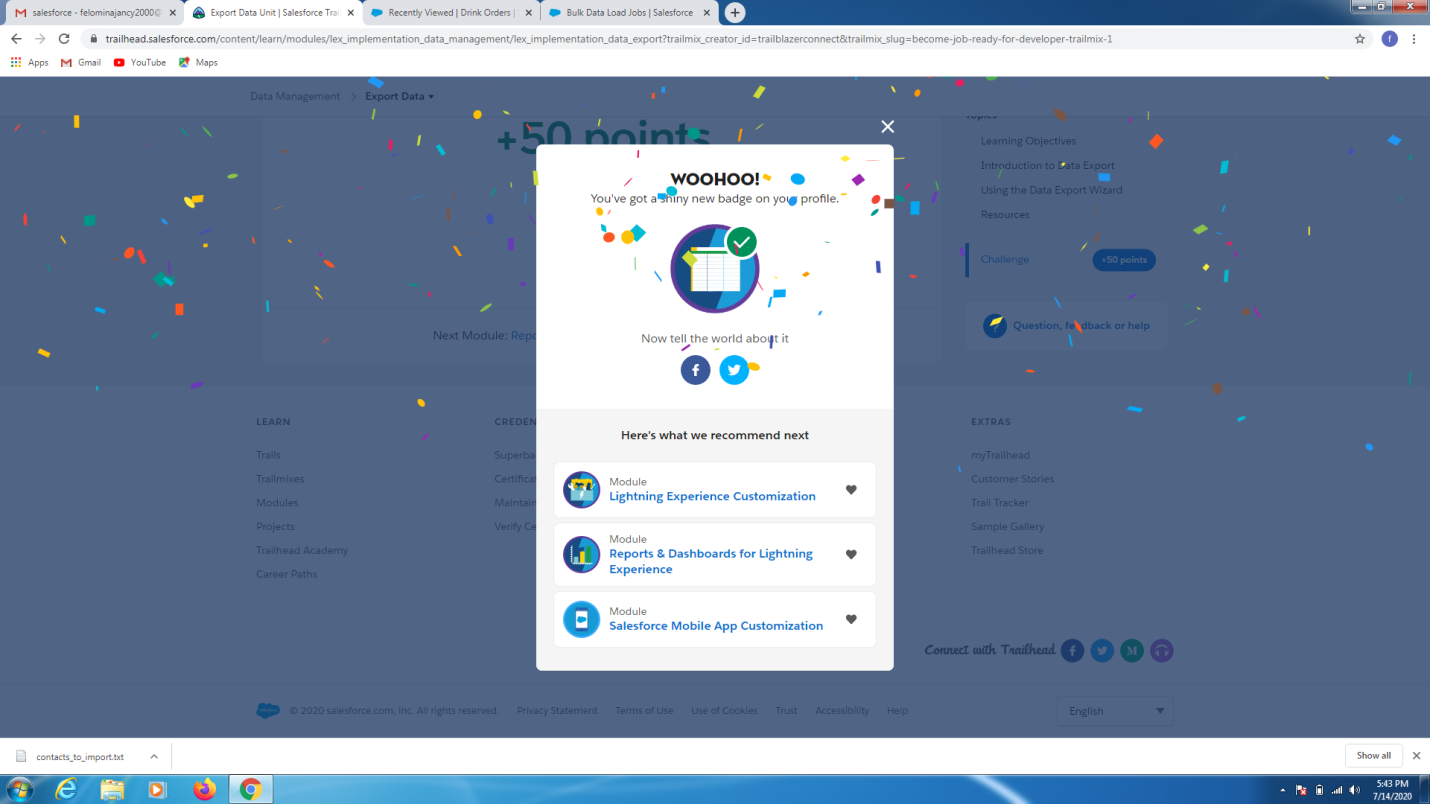 salesforce - felominajancy2000@
Export Data Unit | Salesforce Trai
Recently Viewed | Drink Orders |
Bulk Data Load Jobs | Salesforce
trailhead.salesforce.com/content/learn/modules/lex_implementation_data_management/lex_implementation_data_export?trailmix_creator_id=trailblazerconnect&trailmix_slug=become-job-ready-for-developer-trailmix-1
f
Apps
Gmail
YouTube
Maps
Data Management > Export Data
+50 points
Topics
Learning Objectives
Introduction to Data Export
Using the Data Export Wizard
Resources
Challenge
+50 points
Question, feedback or help
Next Module: Repo
WOOHOO!
You've got a shiny new badge on your profile.
Now tell the world about it
Here's what we recommend next
Module
Lightning Experience Customization
Module
Reports & Dashboards for Lightning
Experience
Module
Salesforce Mobile App Customization
LEARN
Trails
Trailmixes
Modules
Projects
Trailhead Academy
Career Paths
CREDEN
Superba
Certifica
Maintain
Verify Ce
EXTRAS
myTrailhead
Customer Stories
Trail Tracker
Sample Gallery
Trailhead Store
Connect with Trailhead
© 2020 salesforce.com, inc. All rights reserved.
Privacy Statement
Terms of Use
Use of Cookies
Trust
Accessibility
Help
English
contacts_to_import.txt
Show all
5:43 PM
7/14/2020